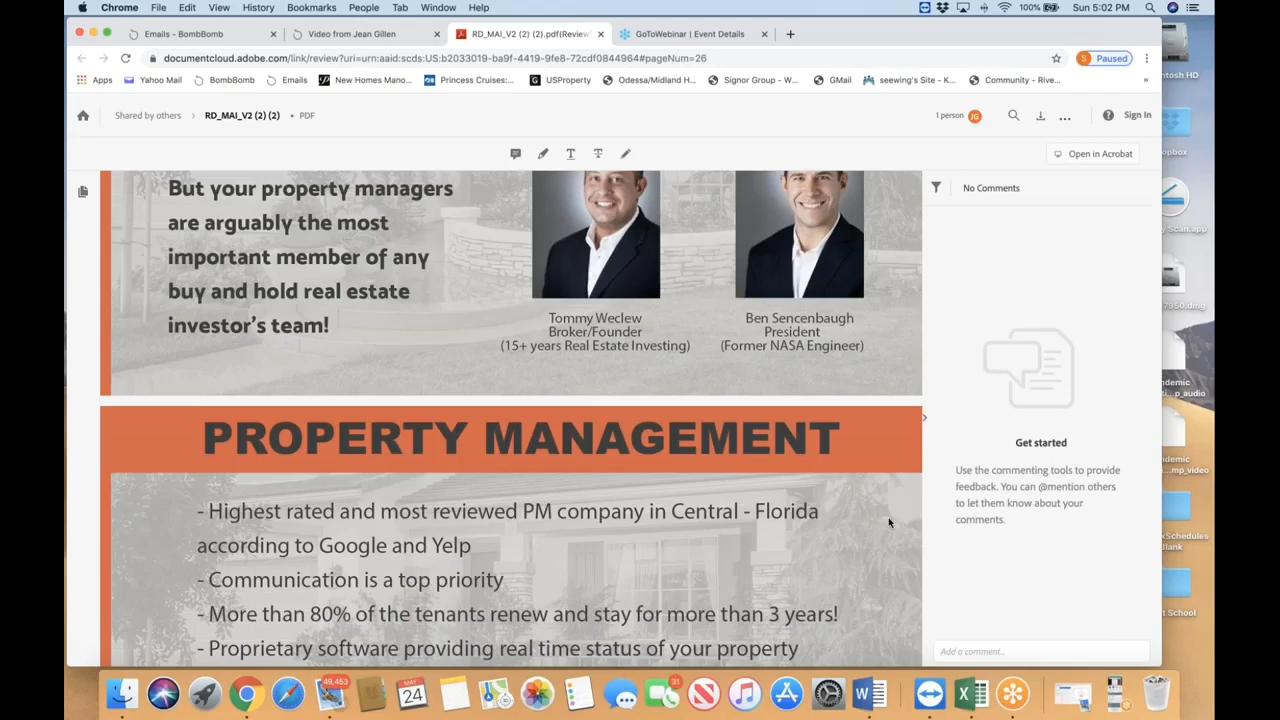 Chrome File Edit View History Bookmarks People Tab Window Help 100% Sun 5:02 PM
Emails - BombBomb Video from Jean Gillen RD_MAI_V2 (2) (2).pdf(Review GoToWebinar | Event Details
documentcloud.adobe.com/link/review?uri=urn:aaid:scds:US:b2033019-ba9f-4419-9fe8-72cdf0844964#pageNum=26 Paused
Apps Yahoo Mail BombBomb Emails New Homes Mano... Princess Cruises:... USProperty Odessa/Midland H... Signor Group - W... GMail seewing's Site - K... Community - Rive... »
Shared by others RD_MAI_V2 (2) (2) • PDF 1 person JG Sign In
Open in Acrobat
But your property managers
are arguably the most
important member of any
buy and hold real estate
investor's team!
Tommy Weclew
Broker/Founder
(15+ years Real Estate Investing)
Ben Sencenbaugh
President
(Former NASA Engineer)
PROPERTY MANAGEMENT
- Highest rated and most reviewed PM company in Central - Florida
according to Google and Yelp
- Communication is a top priority
- More than 80% of the tenants renew and stay for more than 3 years!
- Proprietary software providing real time status of your property
No Comments
Get started
Use the commenting tools to provide
feedback. You can @mention others
to let them know about your
comments.
Add a comment...
49,453 MAY 24 31